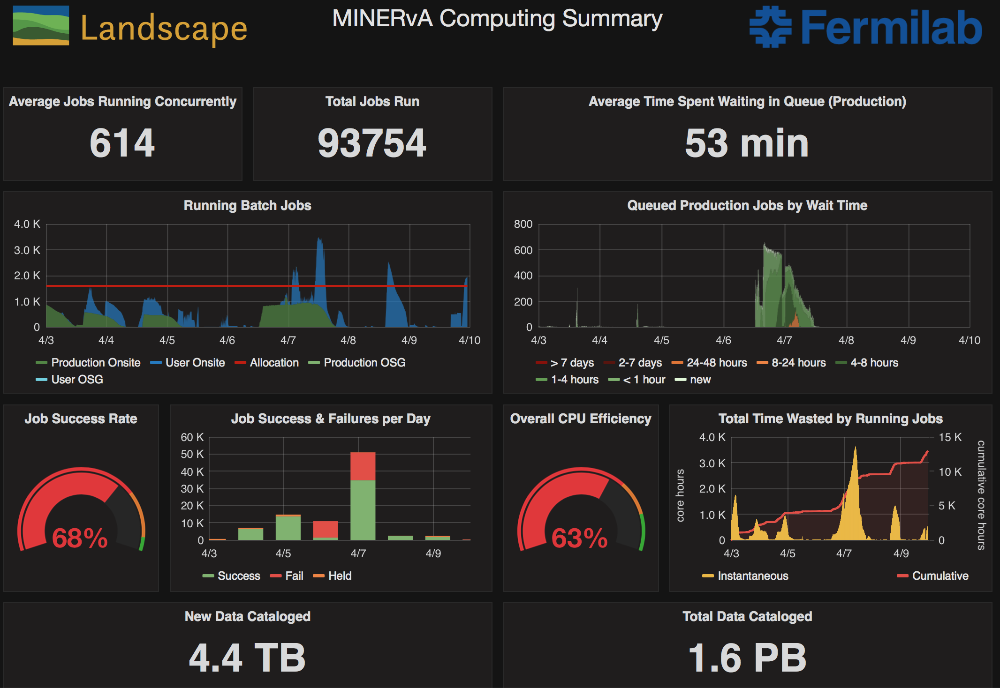 Landscape
MINERvA Computing Summary
Fermilab
Average Jobs Running Concurrently
614
Total Jobs Run
93754
Average Time Spent Waiting in Queue (Production)
53 min
Running Batch Jobs
4.0 K
3.0 K
2.0 K
1.0 K
0
4/3 4/4 4/5 4/6 4/7 4/8 4/9 4/10
Production Onsite User Onsite Allocation Production OSG
User OSG
Queued Production Jobs by Wait Time
800
600
400
200
0
4/3 4/4 4/5 4/6 4/7 4/8 4/9 4/10
> 7 days 2-7 days 24-48 hours 8-24 hours 4-8 hours
1-4 hours < 1 hour new
Job Success Rate
68%
Job Success & Failures per Day
60 K
50 K
40 K
30 K
20 K
10 K
0
4/3 4/5 4/7 4/9
Success Fail Held
Overall CPU Efficiency
63%
Total Time Wasted by Running Jobs
core hours
4.0 K
3.0 K
2.0 K
1.0 K
0
15 K
10 K
5 K
0
cumulative core hours
4/3 4/5 4/7 4/9
Instantaneous Cumulative
New Data Cataloged
4.4 TB
Total Data Cataloged
1.6 PB